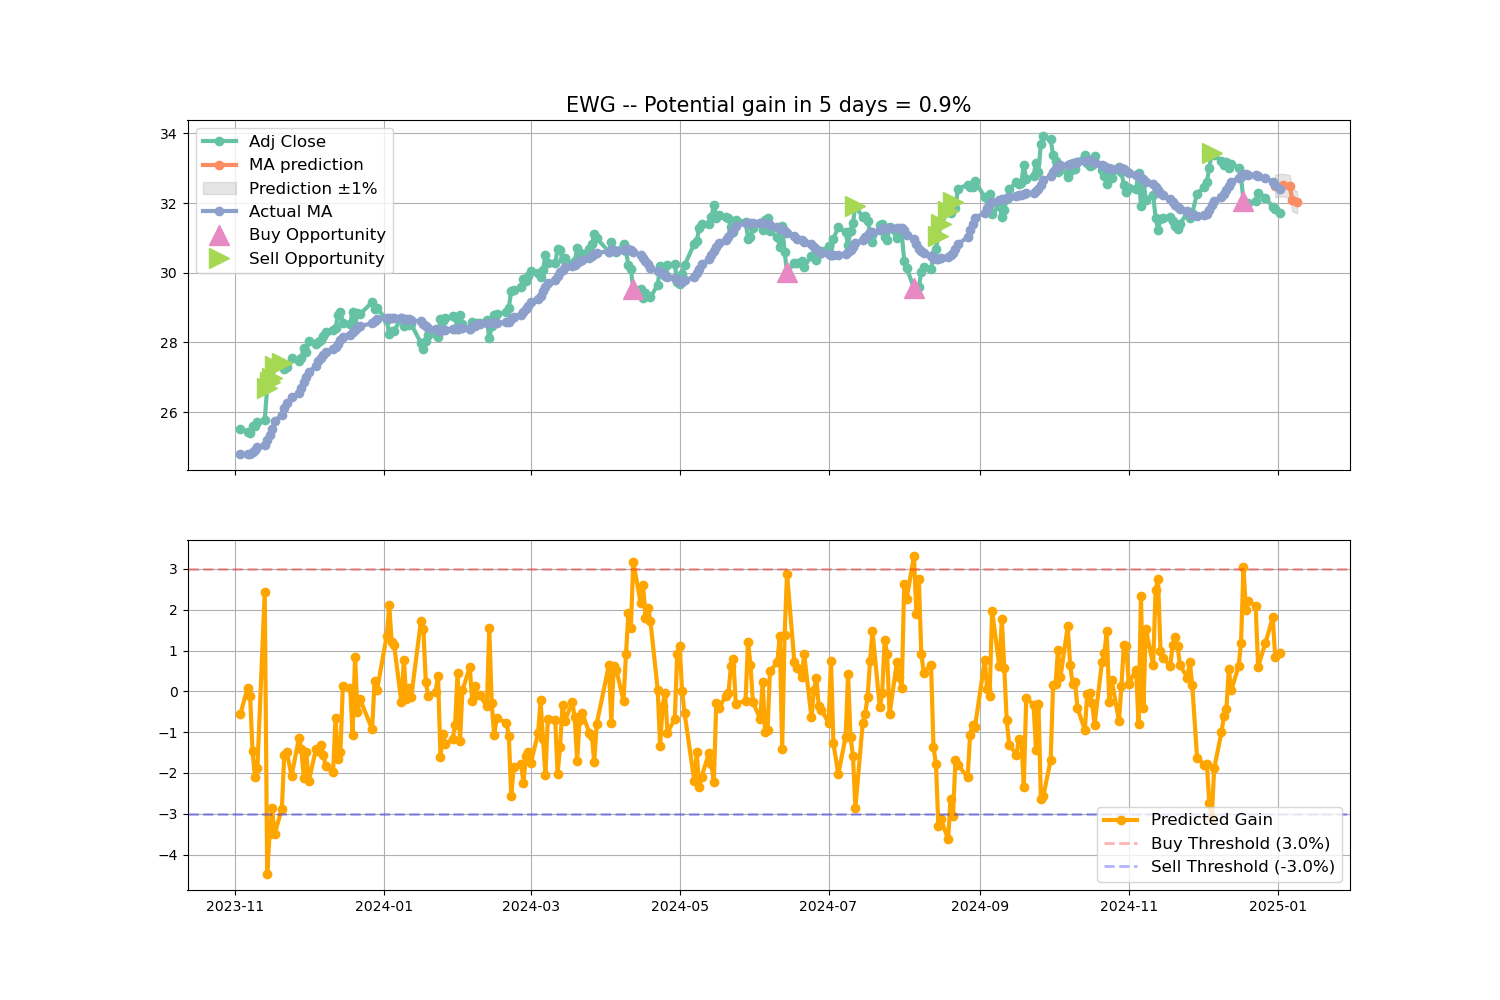 EWG -- Potential gain in 5 days = 0.9%
34
32
30
28
26
Adj Close
MA prediction
Prediction ±1%
Actual MA
Buy Opportunity
Sell Opportunity
3
2
1
0
−1
−2
−3
−4
Predicted Gain
Buy Threshold (3.0%)
Sell Threshold (-3.0%)
2023-11
2024-01
2024-03
2024-05
2024-07
2024-09
2024-11
2025-01